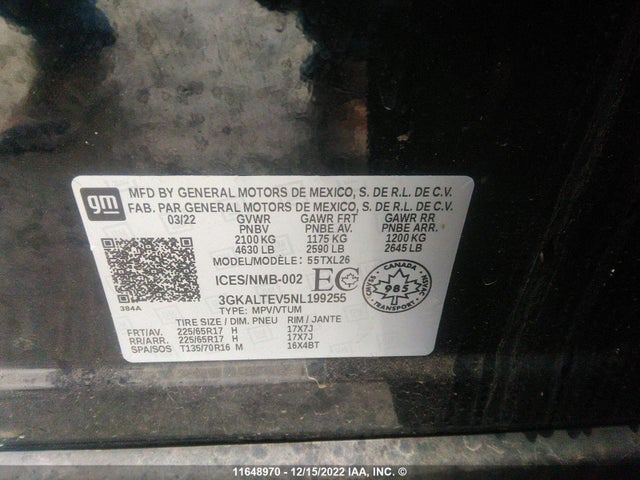 gm
MFD BY GENERAL MOTORS DE MEXICO, S. DE R.L. DE C.V.
FAB. PAR GENERAL MOTORS DE MEXICO, S. DE R.L. DE C.V.
03/22 GVWR GAWR FRT GAWR RR
PNBV PNBE AV. PNBE ARR.
2100 KG 1175 KG 1200 KG
4630 LB 2590 LB 2645 LB
MODEL/MODÈLE: 55TXL26
ICES/NMB-002 EC
CANADA
985
CAVRS TRANSPORT
3GKALTEV5NL199255
384A
TYPE: MPV/VTUM
TIRE SIZE / DIM. PNEU RIM / JANTE
FRT/AV. 225/65R17 H 17X7J
RR/ARR. 225/65R17 H 17X7J
SPA/SOS T135/70R16 M 16X4BT
11648970 - 12/15/2022 IAA, INC. ©